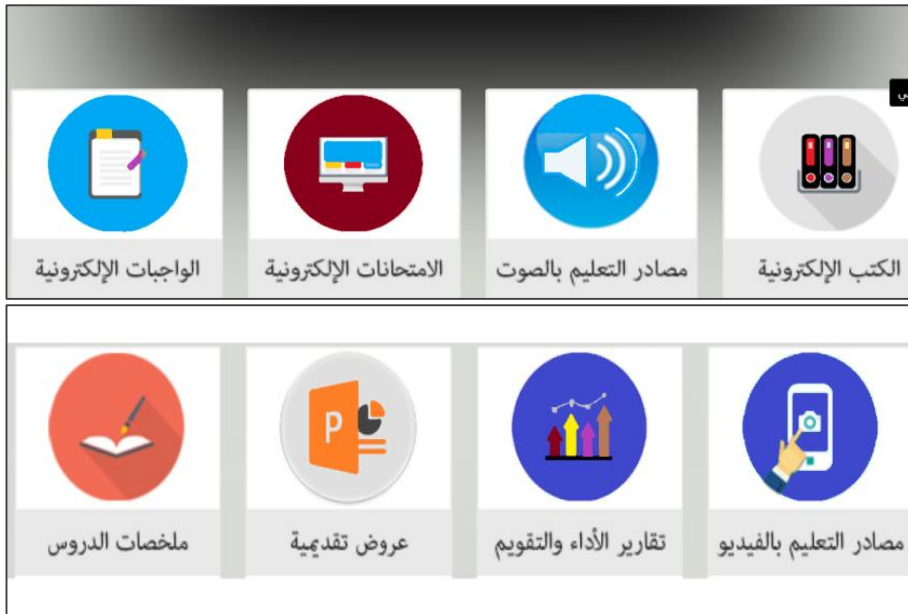 الكتب الإلكترونية
مصادر التعليم بالصوت
الامتحانات الإلكترونية
الواجبات الإلكترونية
مصادر التعليم بالفيديو
تقارير الأداء والتقويم
عروض تقديمية
ملخصات الدروس
P